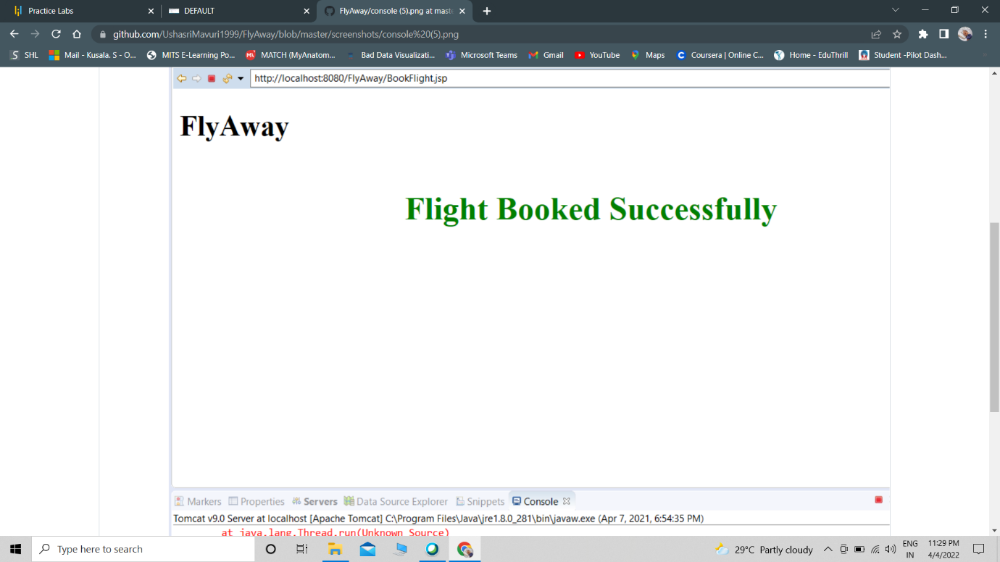 Practice Labs
DEFAULT
FlyAway/console (5).png at maste
github.com/UshasriMavuri1999/FlyAway/blob/master/screenshots/console%20(5).png
SHL
Mail - Kusala. S - O...
MITS E-Learning Po...
MATCH (MyAnatom...
Bad Data Visualizati...
Microsoft Teams
Gmail
YouTube
Maps
Coursera | Online C...
Home - EduThrill
Student -Pilot Dash...
http://localhost:8080/FlyAway/BookFlight.jsp
FlyAway
Flight Booked Successfully
Markers
Properties
Servers
Data Source Explorer
Snippets
Console
Tomcat v9.0 Server at localhost [Apache Tomcat] C:\Program Files\Java\jre1.8.0_281\bin\javaw.exe (Apr 7, 2021, 6:54:35 PM)
at java.lang.Thread.run(Unknown Source)
Type here to search
29°C Partly cloudy
ENG
IN
11:29 PM
4/4/2022